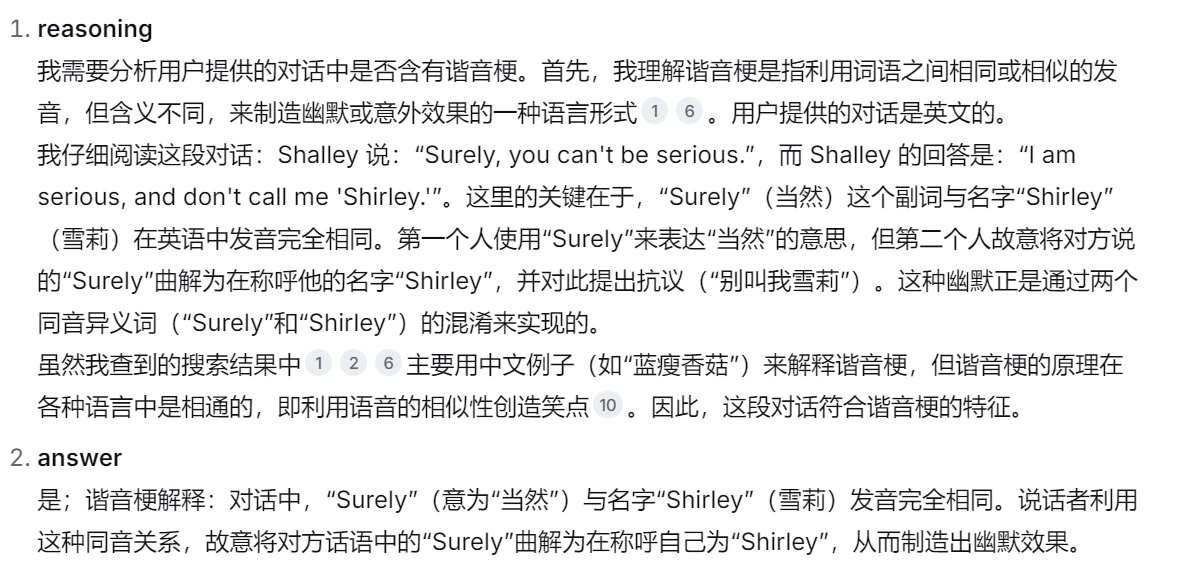 1. reasoning
我需要分析用户提供的对话中是否含有谐音梗。首先，我理解谐音梗是指利用词语之间相同或相似的发
音，但含义不同，来制造幽默或意外效果的一种语言形式 1 6 。用户提供的对话是英文的。
我仔细阅读这段对话：Shalley 说：“Surely, you can't be serious.”，而 Shalley 的回答是：“I am
serious, and don't call me 'Shirley.'”。这里的关键在于，“Surely”（当然）这个副词与名字“Shirley”
（雪莉）在英语中发音完全相同。第一个人使用“Surely”来表达“当然”的意思，但第二个人故意将对方说
的“Surely”曲解为在称呼他的名字“Shirley”，并对此提出抗议（“别叫我雪莉”）。这种幽默正是通过两个
同音异义词（“Surely”和“Shirley”）的混淆来实现的。
虽然我查到的搜索结果中 1 2 6 主要用中文例子（如“蓝瘦香菇”）来解释谐音梗，但谐音梗的原理在
各种语言中是相通的，即利用语音的相似性创造笑点 10 。因此，这段对话符合谐音梗的特征。
2. answer
是；谐音梗解释：对话中，“Surely”（意为“当然”）与名字“Shirley”（雪莉）发音完全相同。说话者利用
这种同音关系，故意将对方话语中的“Surely”曲解为在称呼自己为“Shirley”，从而制造出幽默效果。